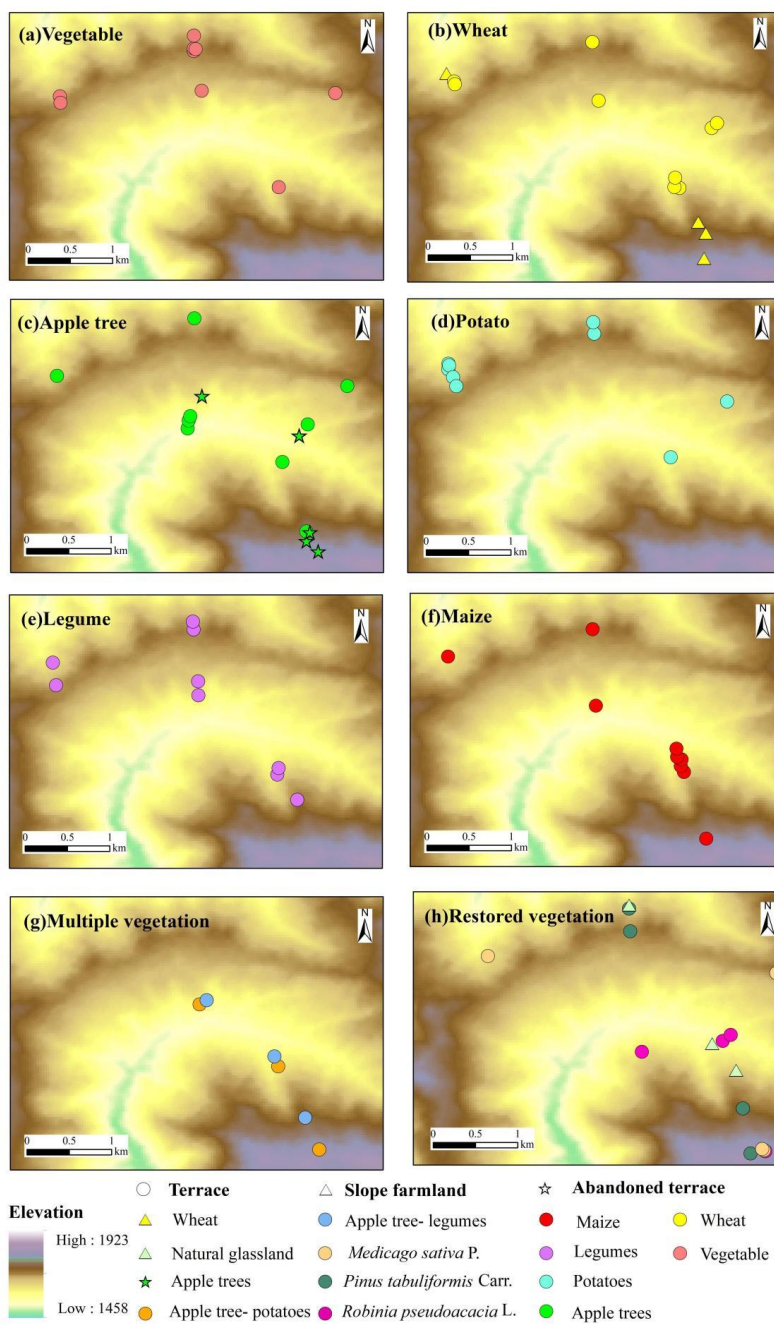 (a)Vegetable
N
0 0.5 1
km
(b)Wheat
N
0 0.5 1
km
(c)Apple tree
N
0 0.5 1
km
(d)Potato
N
0 0.5 1
km
(e)Legume
N
0 0.5 1
km
(f)Maize
N
0 0.5 1
km
(g)Multiple vegetation
N
0 0.5 1
km
(h)Restored vegetation
N
0 0.5 1
km
Elevation
High : 1923
Low : 1458
Terrace Slope farmland Abandoned terrace
Wheat Apple tree- legumes Maize Wheat
Natural glassland Medicago sativa P. Legumes Vegetable
Apple trees Pinus tabuliformis Carr. Potatoes
Apple tree- potatoes Robinia pseudoacacia L. Apple trees